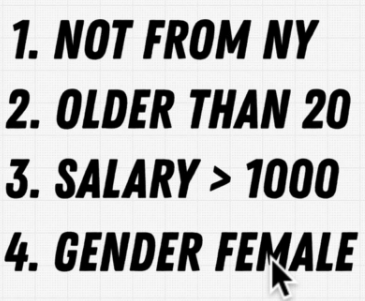 1. NOT FROM NY
2. OLDER THAN 20
3. SALARY > 1000
4. GENDER FEMALE